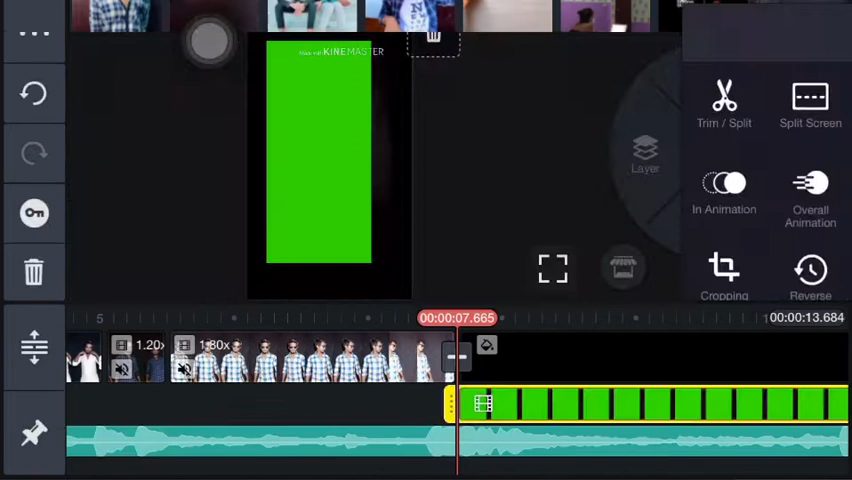 Made with KINEMASTER
Trim / Split
Split Screen
Layer
In Animation
Overall
Animation
Cropping
Reverse
5
00:00:07.665
00:00:13.684
1.20x
1.80x